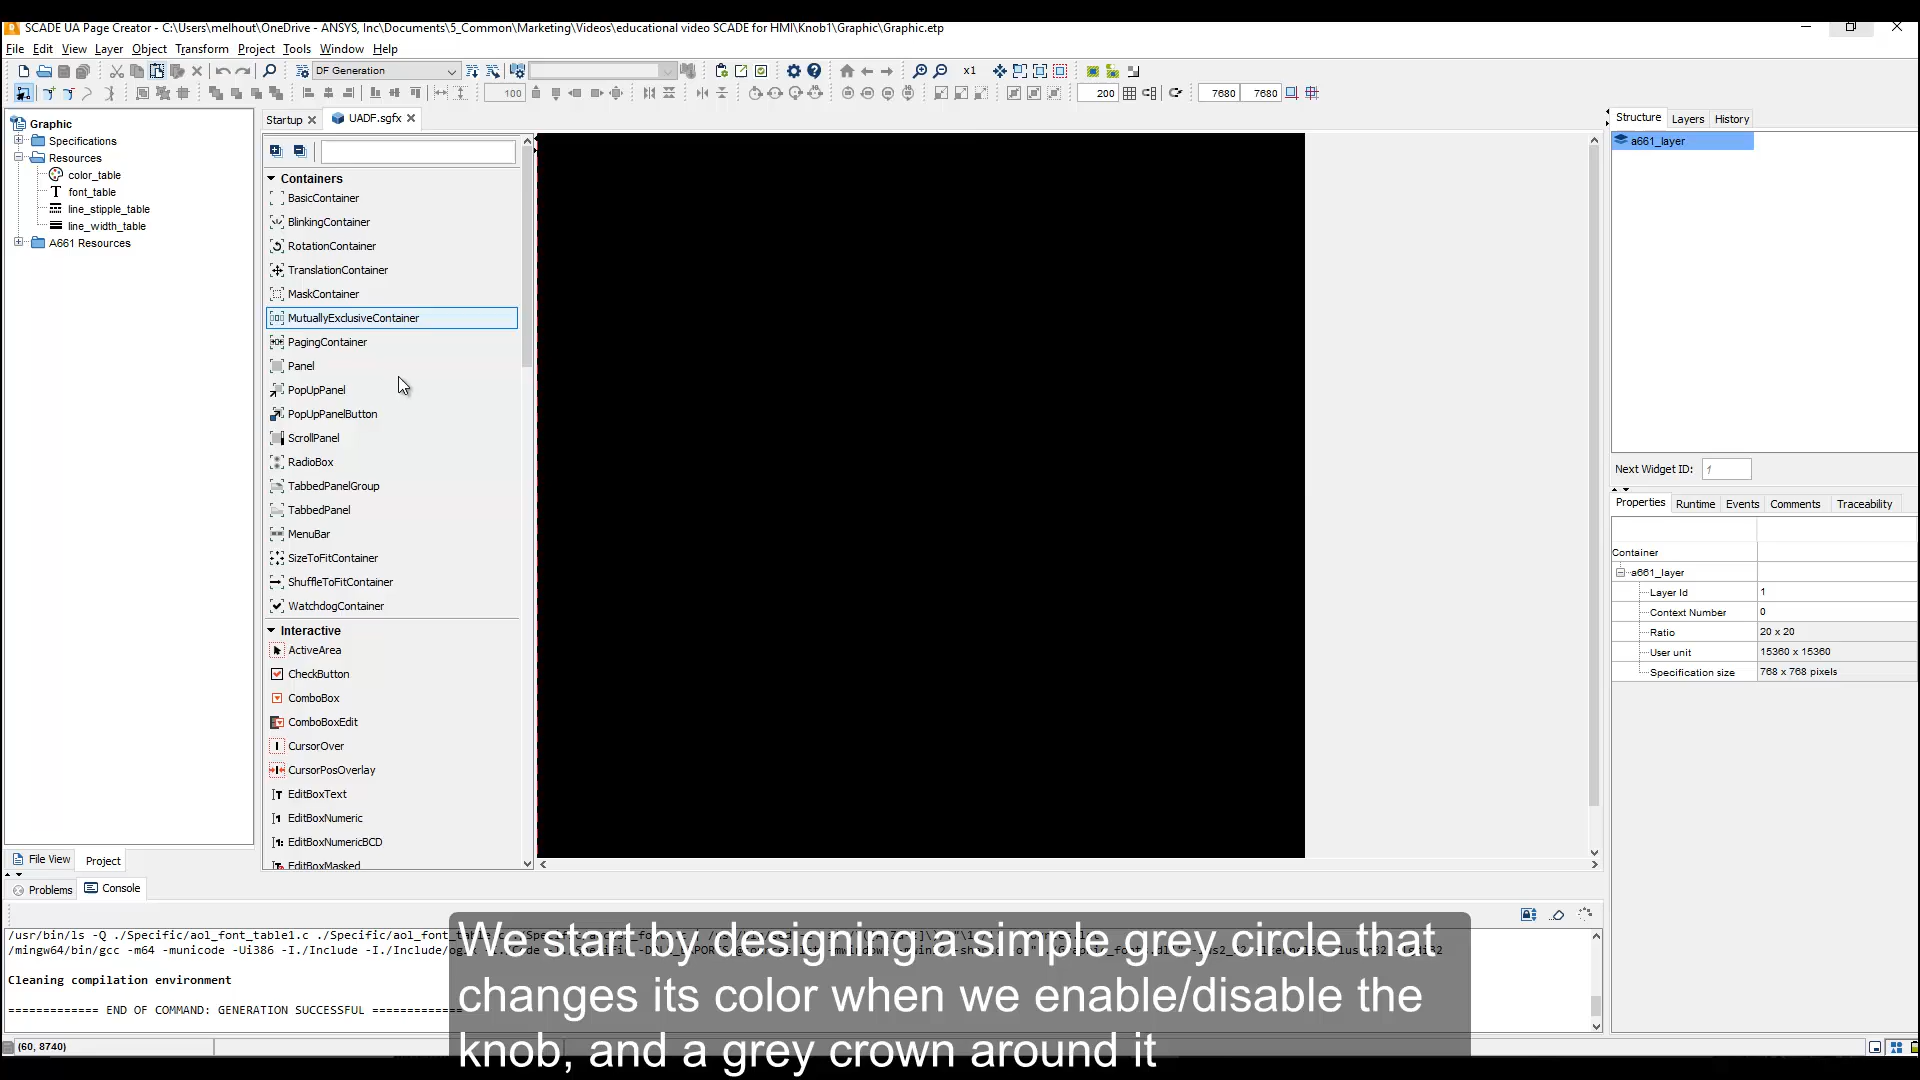 SCADE UA Page Creator - C:\Users\melhout\OneDrive - ANSYS, Inc\Documents\5_Common\Marketing\Videos\educational video SCADE for HMI\Knob1\Graphic\Graphic.etp
File Edit View Layer Object Transform Project Tools Window Help
DF Generation x1
100 200 7680 7680
Graphic
Specifications
Resources
color_table
font_table
line_stipple_table
line_width_table
A661 Resources
File View Project
Startup UADF.sgfx
Containers
BasicContainer
BlinkingContainer
RotationContainer
TranslationContainer
MaskContainer
MutuallyExclusiveContainer
PagingContainer
Panel
PopUpPanel
PopUpPanelButton
ScrollPanel
RadioBox
TabbedPanelGroup
TabbedPanel
MenuBar
SizeToFitContainer
ShuffleToFitContainer
WatchdogContainer
Interactive
ActiveArea
CheckButton
ComboBox
ComboBoxEdit
CursorOver
CursorPosOverlay
EditBoxText
EditBoxNumeric
EditBoxNumericBCD
EditBoxMasked
Structure Layers History
a661_layer
Next Widget ID: 1
Properties Runtime Events Comments Traceability
Container
a661_layer
Layer Id 1
Context Number 0
Ratio 20 x 20
User unit 15360 x 15360
Specification size 768 x 768 pixels
Problems Console
/usr/bin/ls -Q ./Specific/aol_font_table1.c ./Specific/aol_font_
/mingw64/bin/gcc -m64 -municode -Ui386 -I./Include -I./Include/og
Cleaning compilation environment
============= END OF COMMAND: GENERATION SUCCESSFUL =============
(60, 8740)
We start by designing a simple grey circle that
changes its color when we enable/disable the
knob, and a grey crown around it